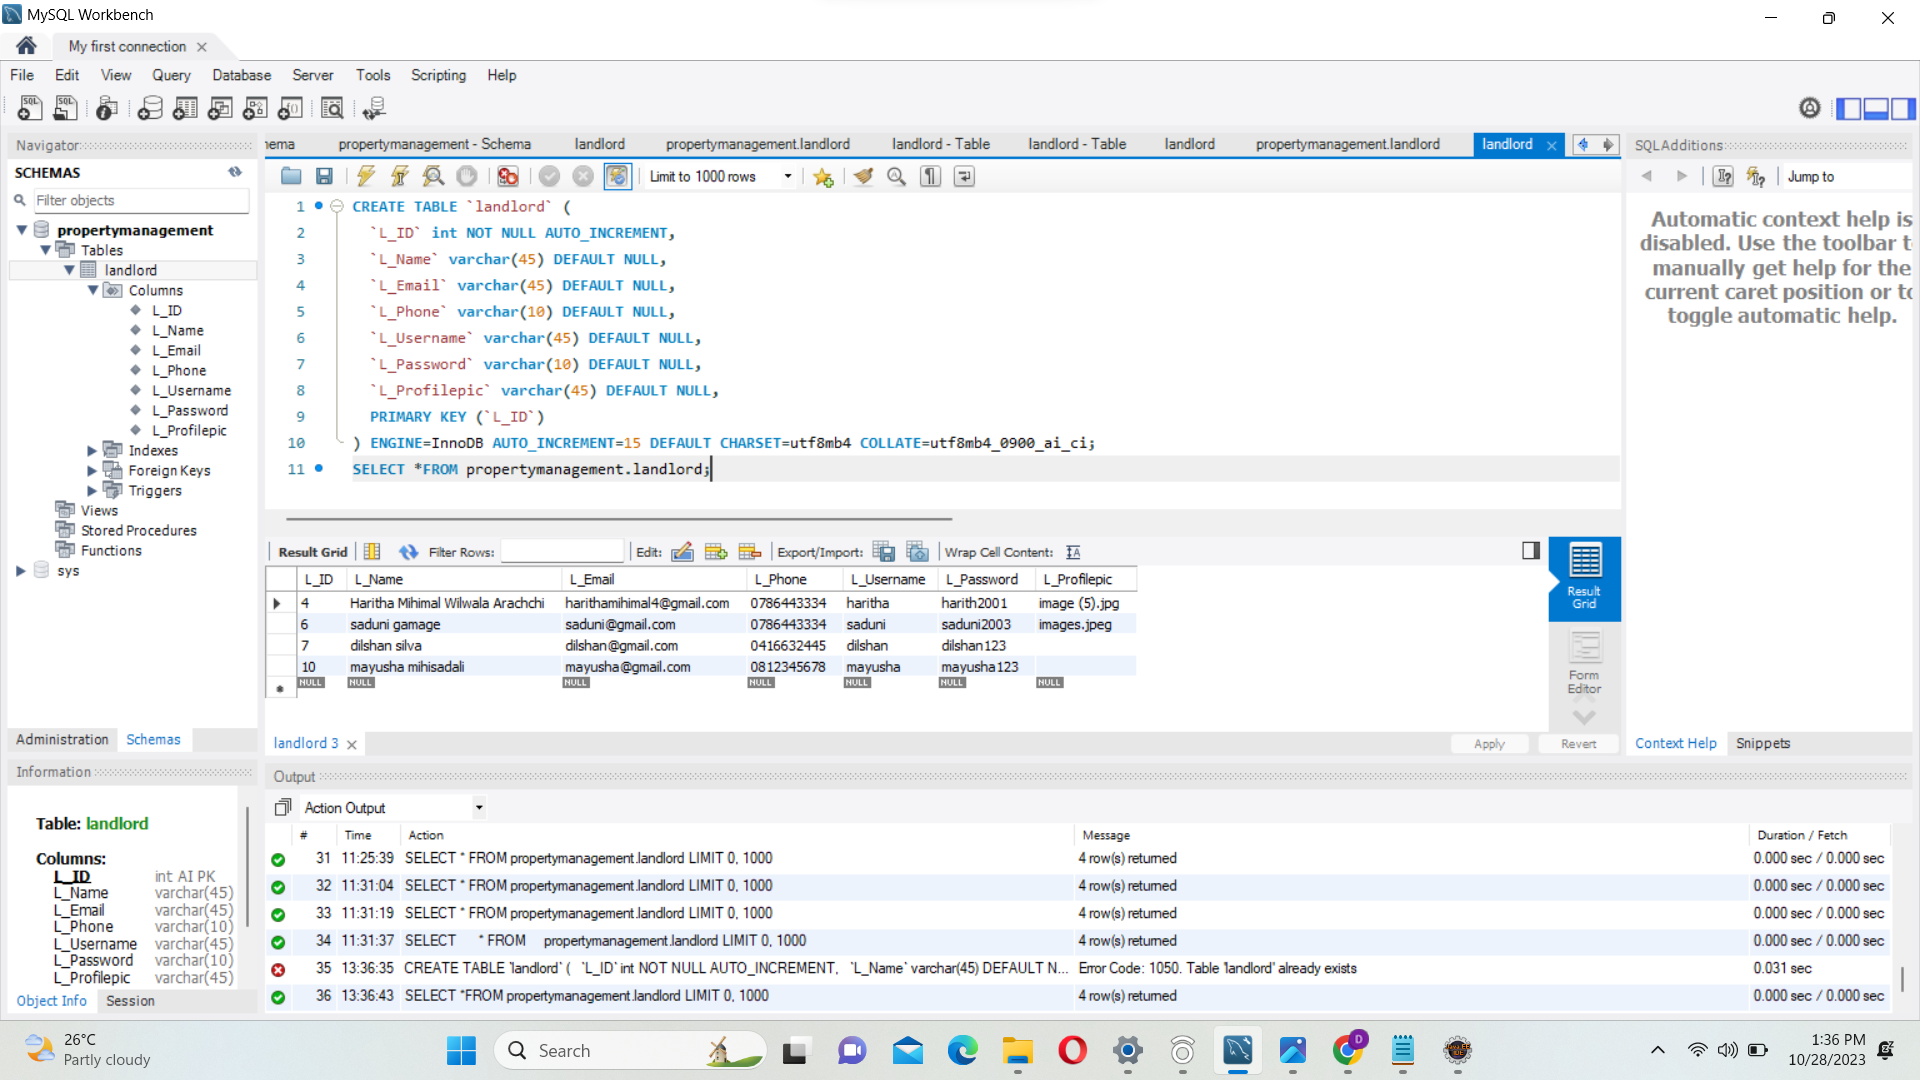 MySQL Workbench
My first connection
File Edit View Query Database Server Tools Scripting Help
Navigator
SCHEMAS
Filter objects
propertymanagement
Tables
landlord
Columns
L_ID
L_Name
L_Email
L_Phone
L_Username
L_Password
L_Profilepic
Indexes
Foreign Keys
Triggers
Views
Stored Procedures
Functions
sys
Administration Schemas
Information
Table: landlord
Columns:
L_ID int AI PK
L_Name varchar(45)
L_Email varchar(45)
L_Phone varchar(10)
L_Username varchar(45)
L_Password varchar(10)
L_Profilepic varchar(45)
Object Info Session
nema propertymanagement - Schema landlord propertymanagement.landlord landlord - Table landlord - Table landlord propertymanagement.landlord landlord
Limit to 1000 rows
1 CREATE TABLE `landlord` (
2 `L_ID` int NOT NULL AUTO_INCREMENT,
3 `L_Name` varchar(45) DEFAULT NULL,
4 `L_Email` varchar(45) DEFAULT NULL,
5 `L_Phone` varchar(10) DEFAULT NULL,
6 `L_Username` varchar(45) DEFAULT NULL,
7 `L_Password` varchar(10) DEFAULT NULL,
8 `L_Profilepic` varchar(45) DEFAULT NULL,
9 PRIMARY KEY (`L_ID`)
10 ) ENGINE=InnoDB AUTO_INCREMENT=15 DEFAULT CHARSET=utf8mb4 COLLATE=utf8mb4_0900_ai_ci;
11 SELECT *FROM propertymanagement.landlord;
Result Grid Filter Rows: Edit: Export/Import: Wrap Cell Content: IA
L_ID L_Name L_Email L_Phone L_Username L_Password L_Profilepic
4 Haritha Mihimal Wilwala Arachchi harithamihimal4@gmail.com 0786443334 haritha harith2001 image (5).jpg
6 saduni gamage saduni@gmail.com 0786443334 saduni saduni2003 images.jpeg
7 dilshan silva dilshan@gmail.com 0416632445 dilshan dilshan123
10 mayusha mihisadali mayusha@gmail.com 0812345678 mayusha mayusha123
NULL NULL NULL NULL NULL NULL NULL
Result Grid
Form Editor
landlord 3
Apply Revert
SQLAdditions
Jump to
Automatic context help is
disabled. Use the toolbar t
manually get help for the
current caret position or to
toggle automatic help.
Context Help Snippets
Output
Action Output
# Time Action Message Duration / Fetch
31 11:25:39 SELECT * FROM propertymanagement.landlord LIMIT 0, 1000 4 row(s) returned 0.000 sec / 0.000 sec
32 11:31:04 SELECT * FROM propertymanagement.landlord LIMIT 0, 1000 4 row(s) returned 0.000 sec / 0.000 sec
33 11:31:19 SELECT * FROM propertymanagement.landlord LIMIT 0, 1000 4 row(s) returned 0.000 sec / 0.000 sec
34 11:31:37 SELECT * FROM propertymanagement.landlord LIMIT 0, 1000 4 row(s) returned 0.000 sec / 0.000 sec
35 13:36:35 CREATE TABLE `landlord` ( `L_ID` int NOT NULL AUTO_INCREMENT, `L_Name` varchar(45) DEFAULT N... Error Code: 1050. Table 'landlord' already exists 0.031 sec
36 13:36:43 SELECT *FROM propertymanagement.landlord LIMIT 0, 1000 4 row(s) returned 0.000 sec / 0.000 sec
26°C
Partly cloudy
Search
D
1:36 PM
10/28/2023